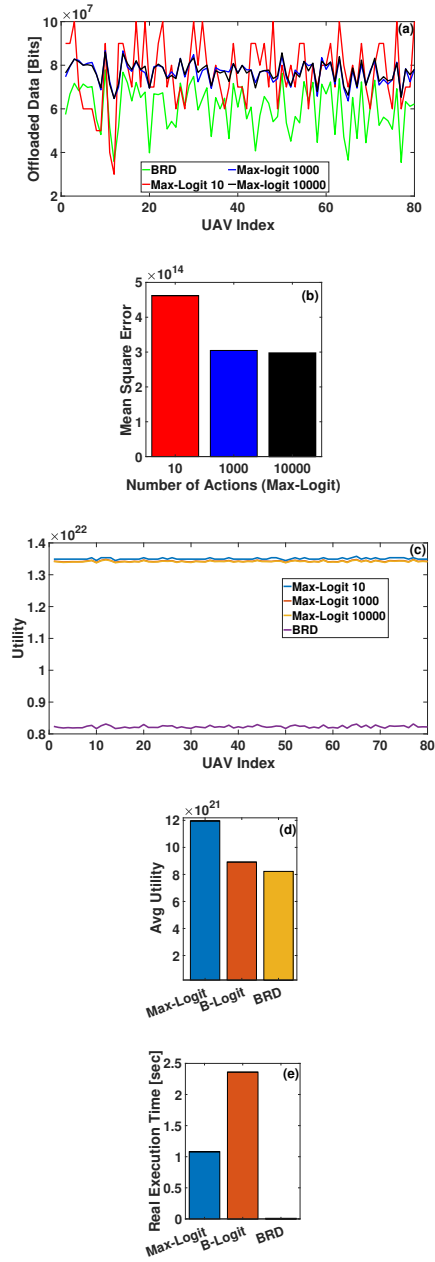 ×10^7
(a)
Offloaded Data [Bits]
10
8
6
4
2
BRD
Max-logit 1000
Max-Logit 10
Max-logit 10000
0 20 40 60 80
UAV Index
×10^14
(b)
Mean Square Error
5
4
3
2
1
0
10 1000 10000
Number of Actions (Max-Logit)
×10^22
(c)
Utility
1.4
1.3
1.2
1.1
1
0.9
0.8
Max-Logit 10
Max-Logit 1000
Max-Logit 10000
BRD
0 10 20 30 40 50 60 70 80
UAV Index
×10^21
(d)
Avg Utility
12
10
8
6
4
2
Max-Logit B-Logit BRD
(e)
Real Execution Time [sec]
2.5
2
1.5
1
0.5
0
Max-Logit B-Logit BRD